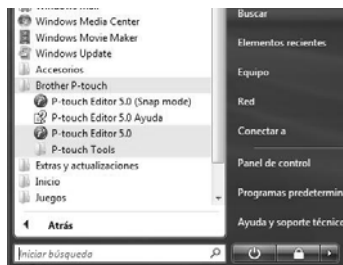 Windows Media Center
Windows Movie Maker
Windows Update
Accesorios
Brother P-touch
P-touch Editor 5.0 (Snap mode)
P-touch Editor 5.0 Ayuda
P-touch Editor 5.0
P-touch Tools
Extras y actualizaciones
Inicio
Juegos
Atrás
Iniciar búsqueda
Buscar
Elementos recientes
Equipo
Red
Conectar a
Panel de control
Programas predetermin
Ayuda y soporte técnico